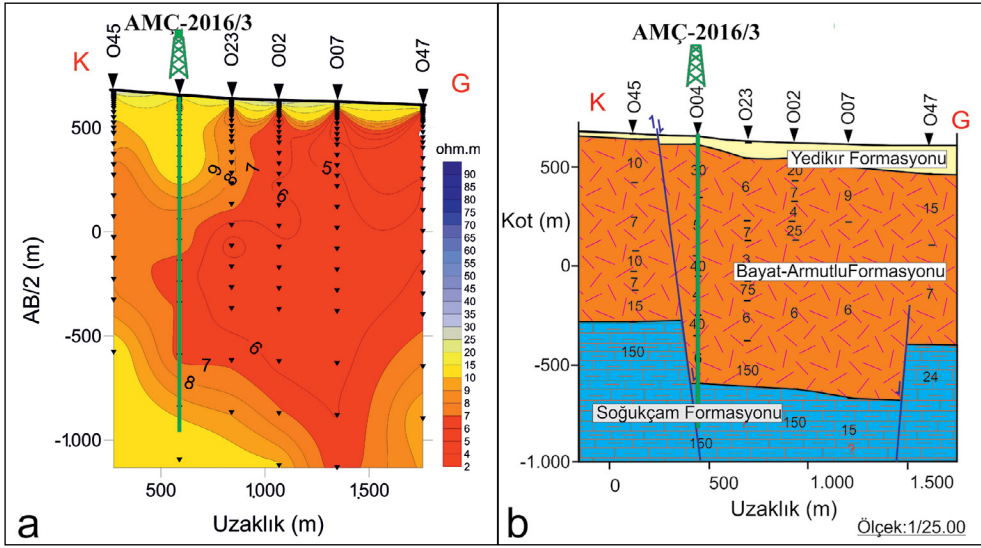 a
AMÇ-2016/3
K
G
O45
O23
O02
O07
O47
ohm.m
90
95
80
75
70
65
60
55
50
45
40
35
30
25
20
15
10
9
8
7
6
5
4
2
9
8
7
6
5
6
7
8
500
0
-500
-1000
AB/2 (m)
500
1.000
1.500
Uzaklık (m)
b
AMÇ-2016/3
K
G
O45
O04
O23
O02
O07
O47
1
Yedikır Formasyonu
Bayat-ArmutluFormasyonu
Soğukçam Formasyonu
10
7
10
7
15
150
30
40
40
6
150
6
7
3
75
6
150
20
7
4
25
6
150
9
6
15
2
15
7
24
500
0
-500
-1.000
Kot (m)
0
500
1.000
1.500
Uzaklık (m)
Ölçek:1/25.00